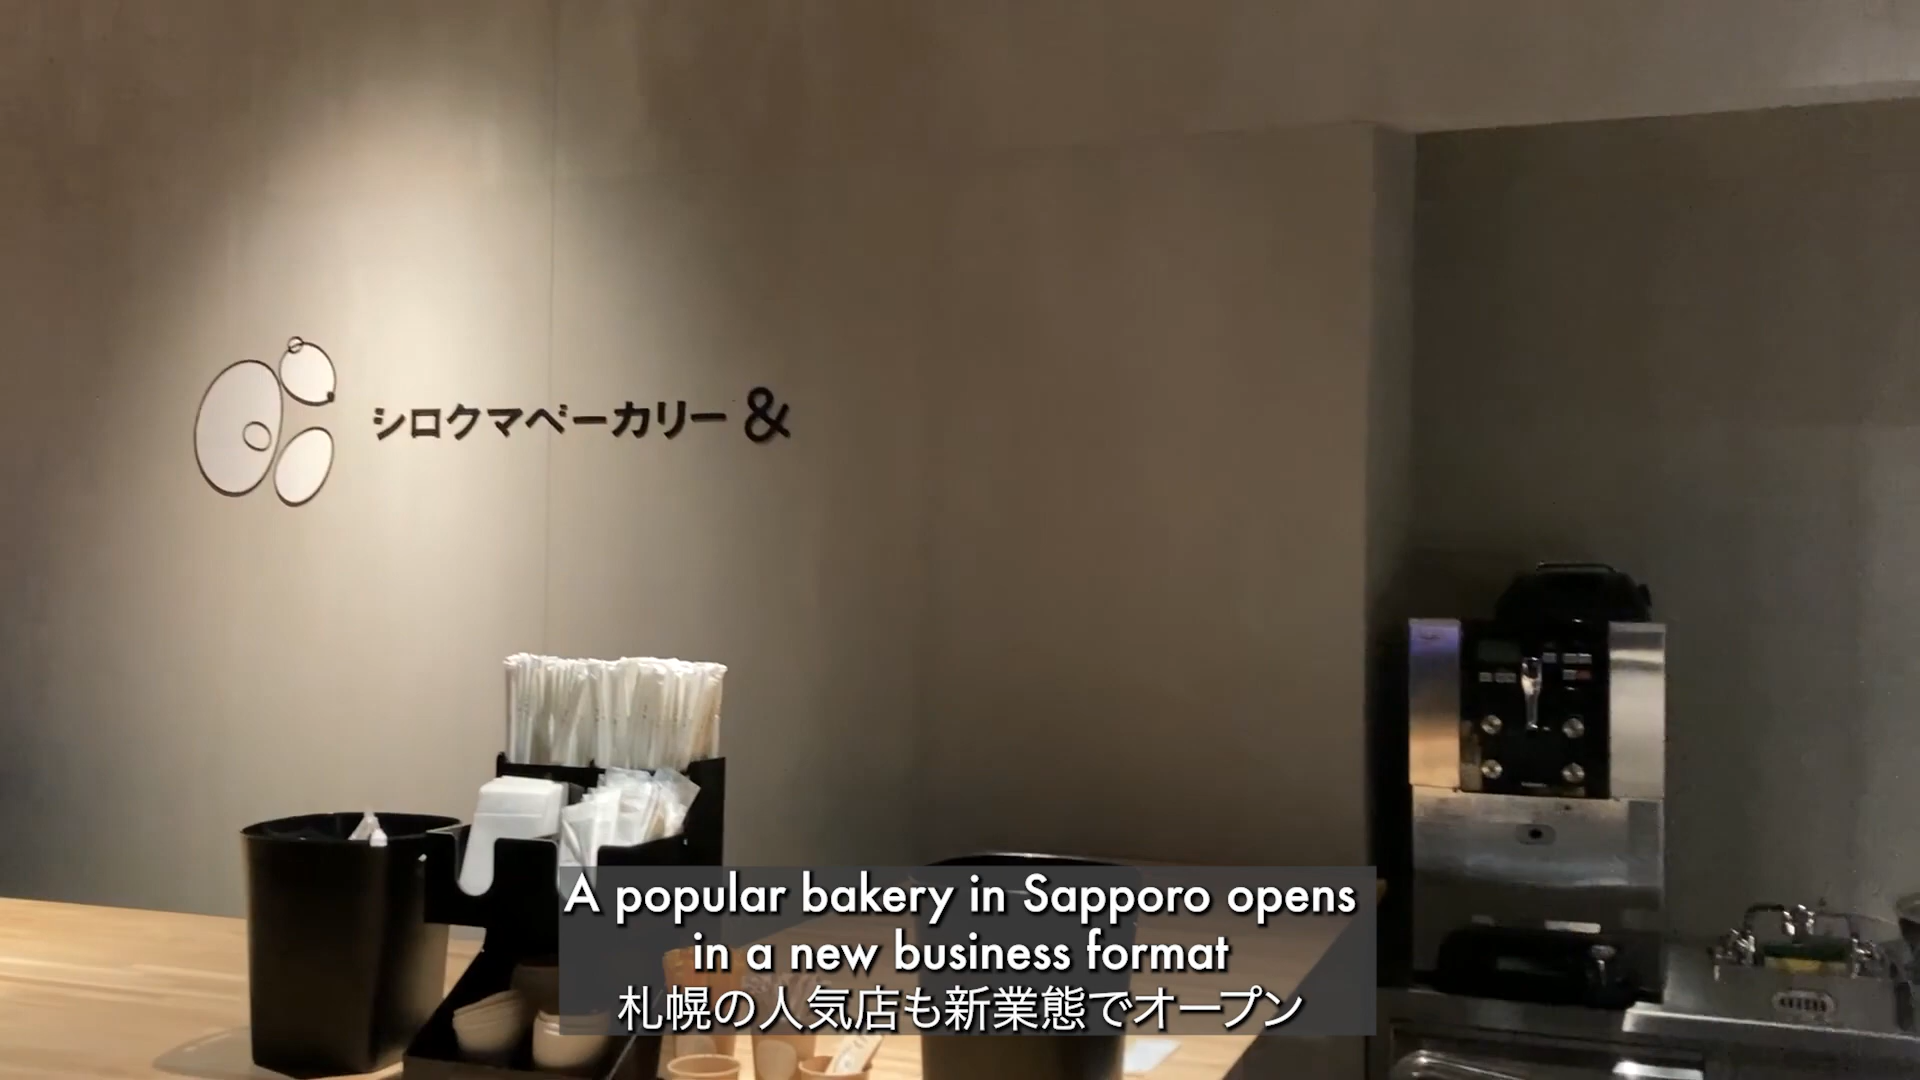 シロクマベーカリー &
A popular bakery in Sapporo opens
in a new business format
札幌の人気店も新業態でオープン